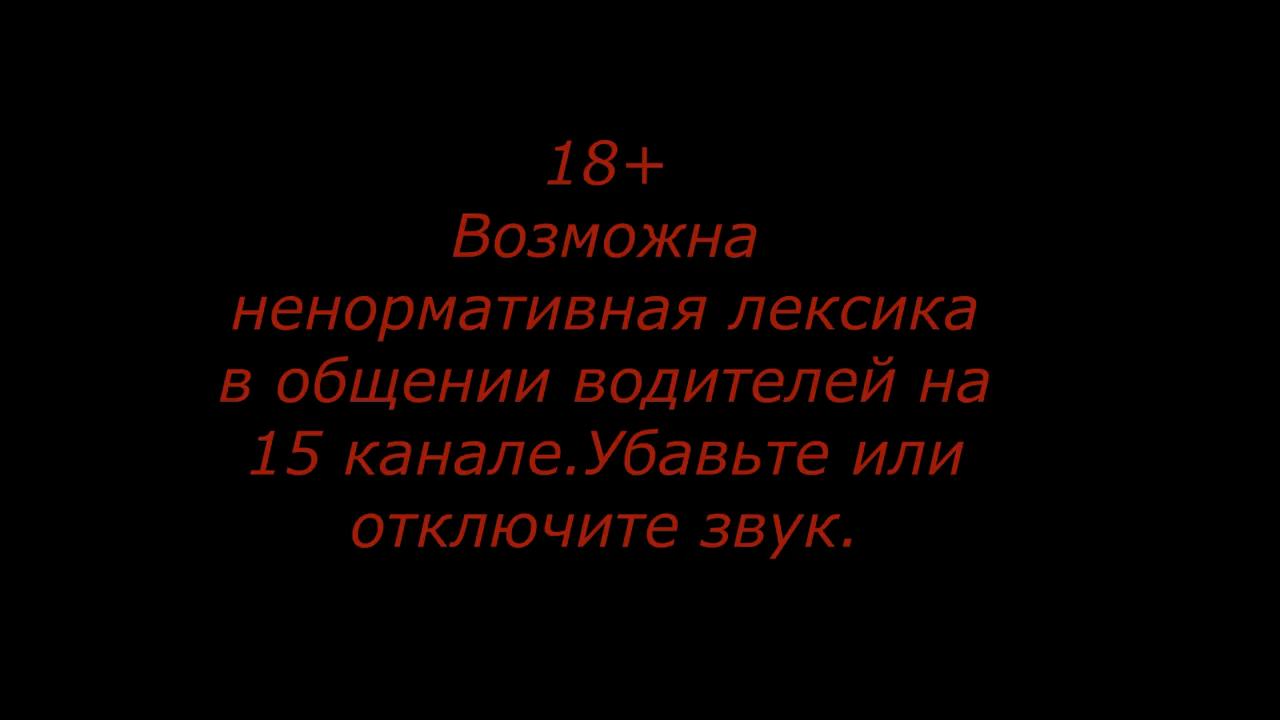 18+
Возможна
ненормативная лексика
в общении водителей на
15 канале.Убавьте или
отключите звук.